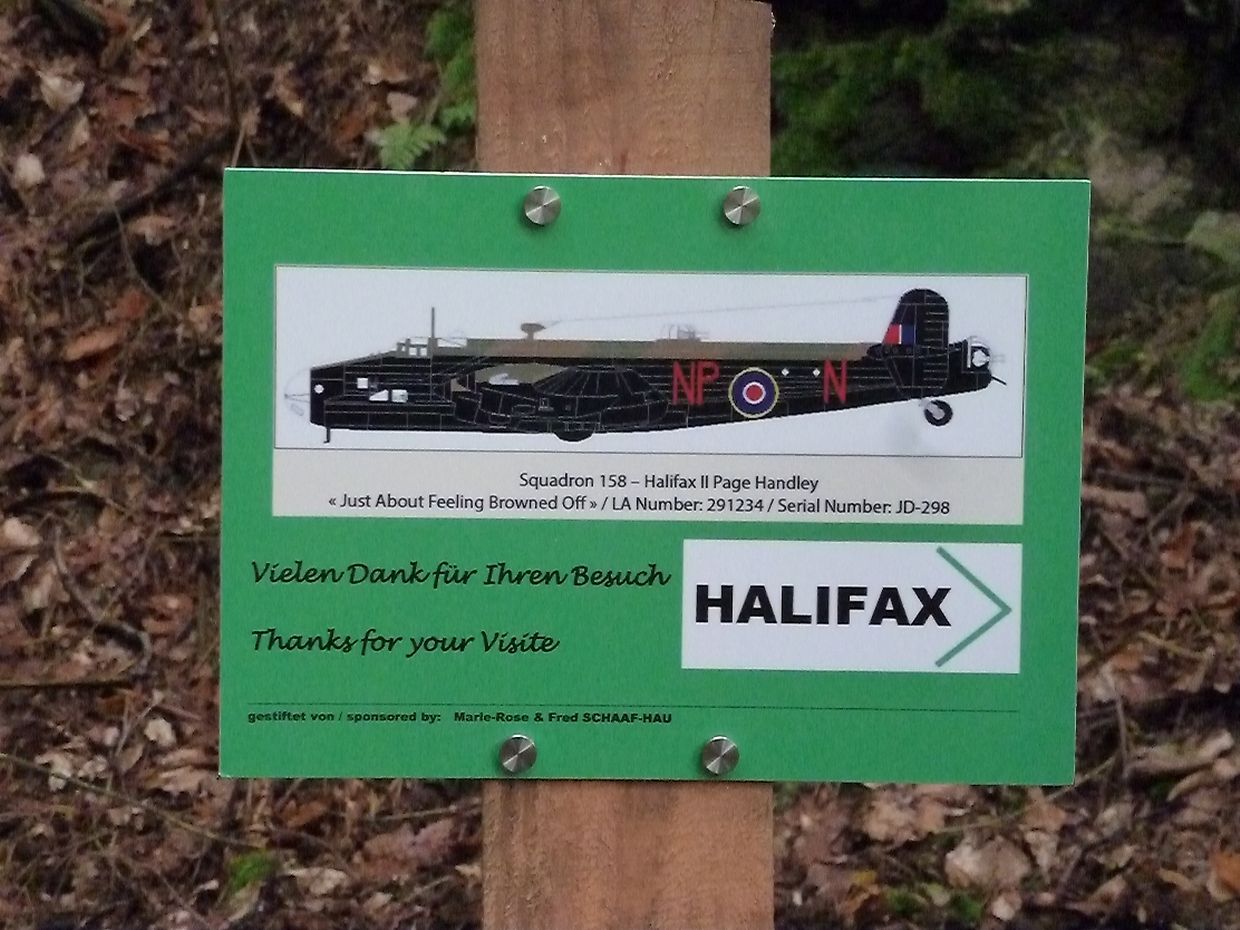 NP N
Squadron 158 – Halifax II Page Handley
« Just About Feeling Browned Off » / LA Number: 291234 / Serial Number: JD-298
Vielen Dank für Ihren Besuch
HALIFAX
Thanks for your Visite
gestiftet von / sponsored by: Marie-Rose & Fred SCHAAF-HAU